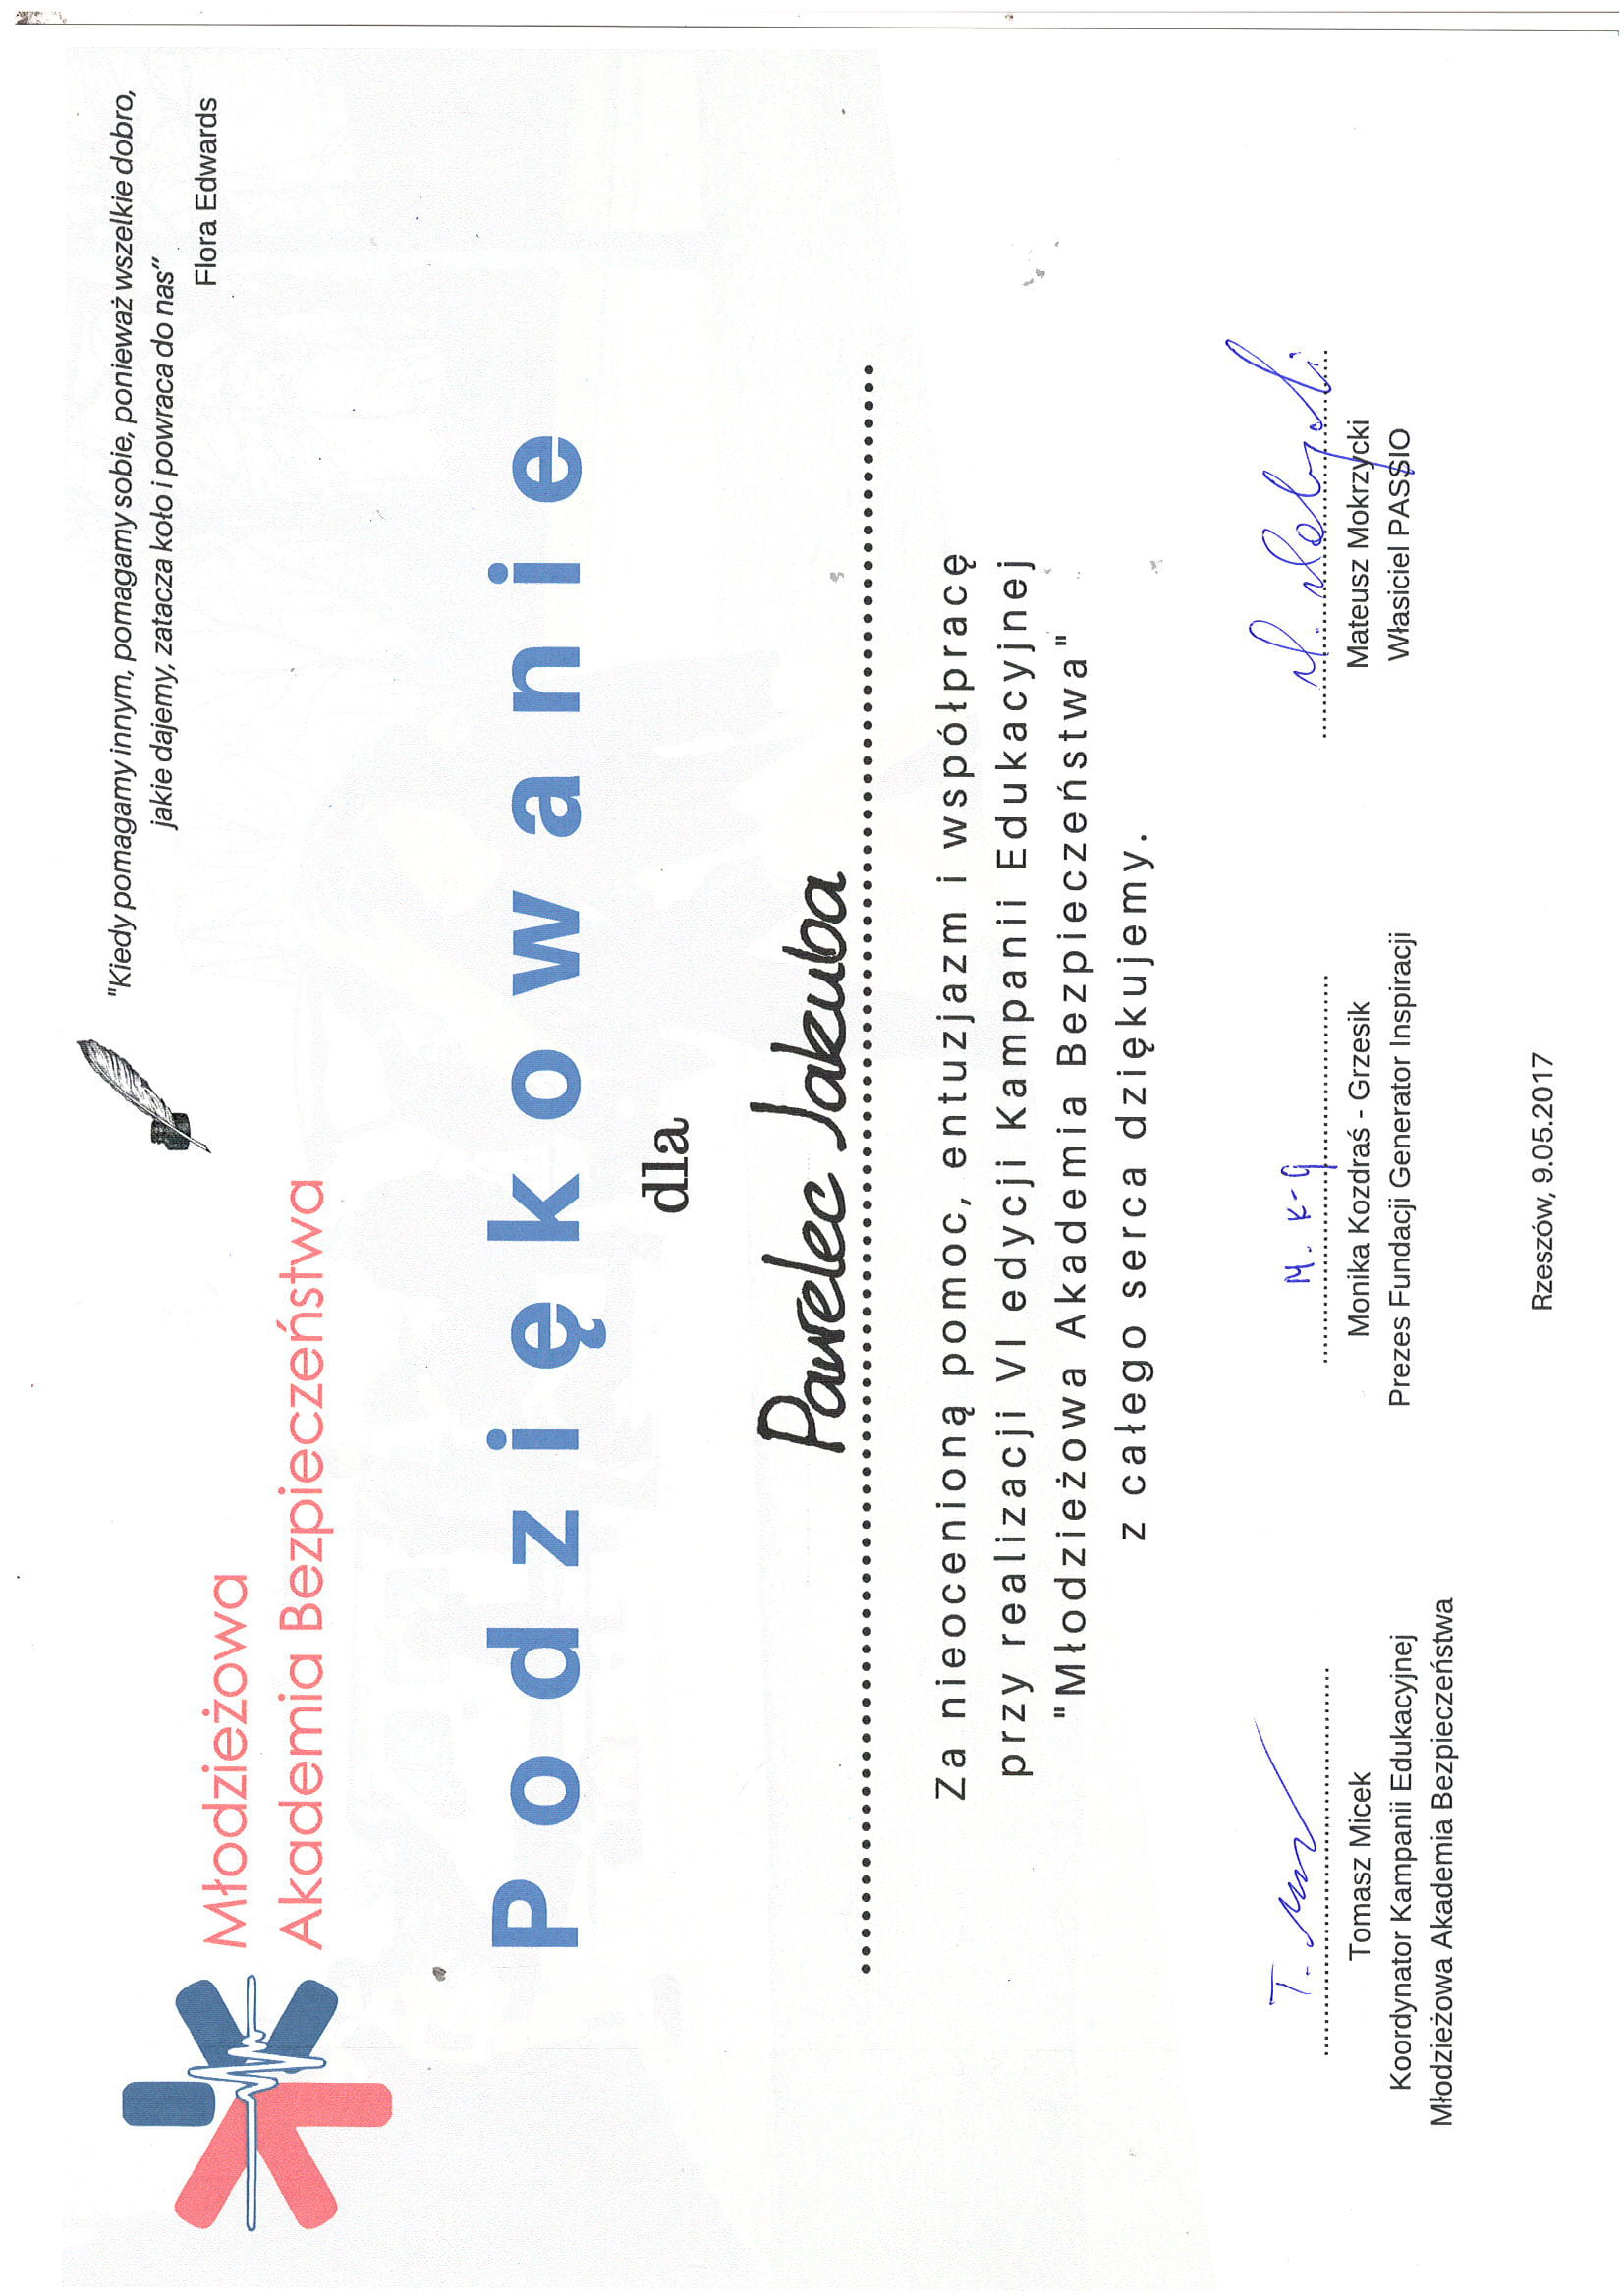 "Kiedy pomagamy innym, pomagamy sobie, ponieważ wszelkie dobro,
jakie dajemy, zatacza koło i powraca do nas”
Flora Edwards
Młodzieżowa
Akademia Bezpieczeństwa
Podziękowanie
dla
Pawelec Jakuba
Za nieocenioną pomoc, entuzjazm i współpracę
przy realizacji VI edycji Kampanii Edukacyjnej
"Młodzieżowa Akademia Bezpieczeństwa"
z całego serca dziękujemy.
T.
M. K-G
Tomasz Micek
Koordynator Kampanii Edukacyjnej
Młodzieżowa Akademia Bezpieczeństwa
Monika Kozdraś - Grzesik
Prezes Fundacji Generator Inspiracji
Mateusz Mokrzycki
Własiciel PASSIO
Rzeszów, 9.05.2017